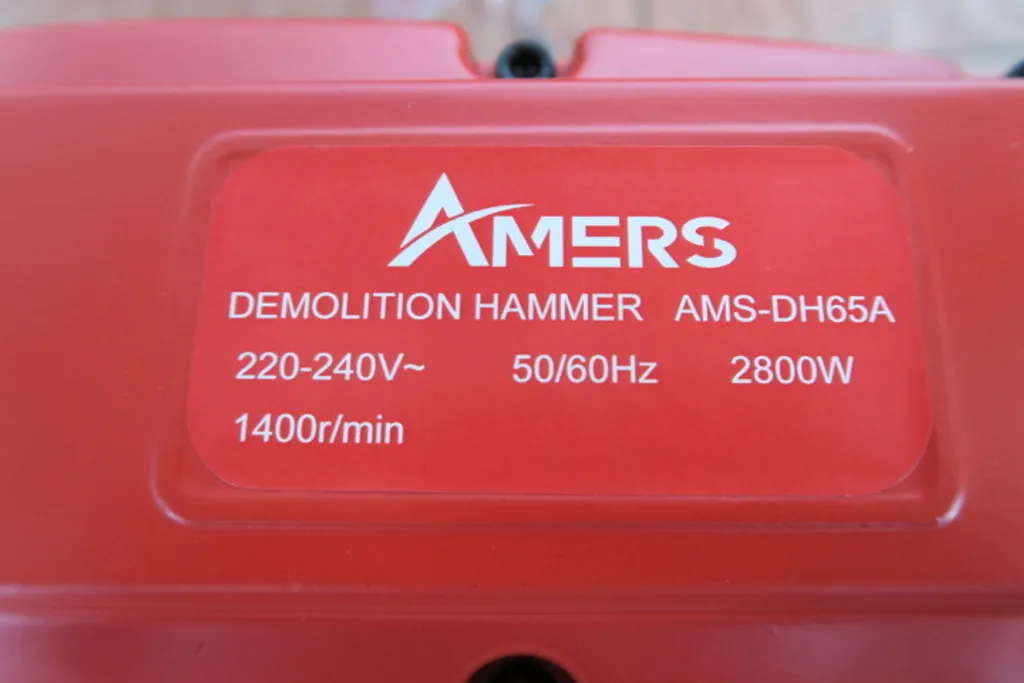 AMERS
DEMOLITION HAMMER AMS-DH65A
220-240V~ 50/60Hz 2800W
1400r/min